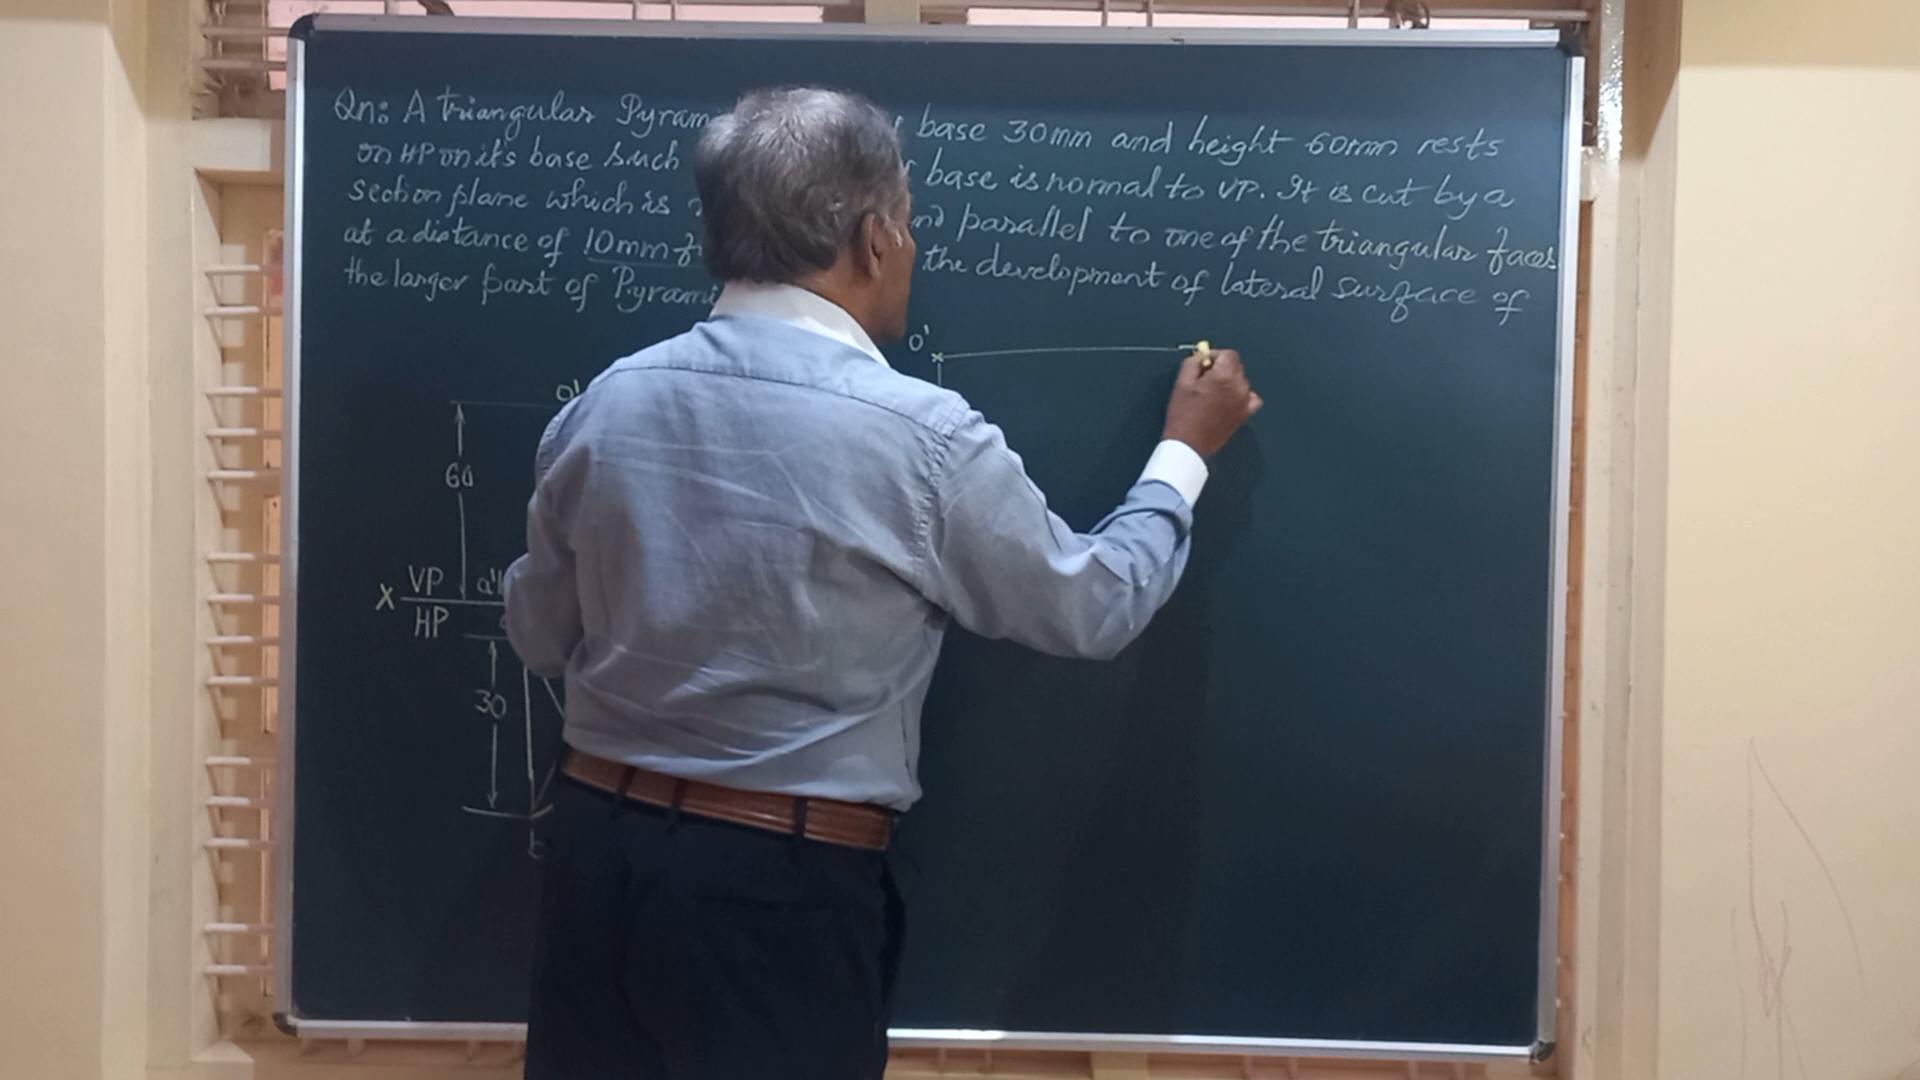 Qn: A triangular Pyram base 30mm and height 60mm rests
on HP on it's base such base is normal to VP. It is cut by a
section plane which is parallel to one of the triangular faces
at a distance of 10mm the development of lateral surface of
the larger part of Pyrami
O'
O'
60
X VP a'
HP
30
b